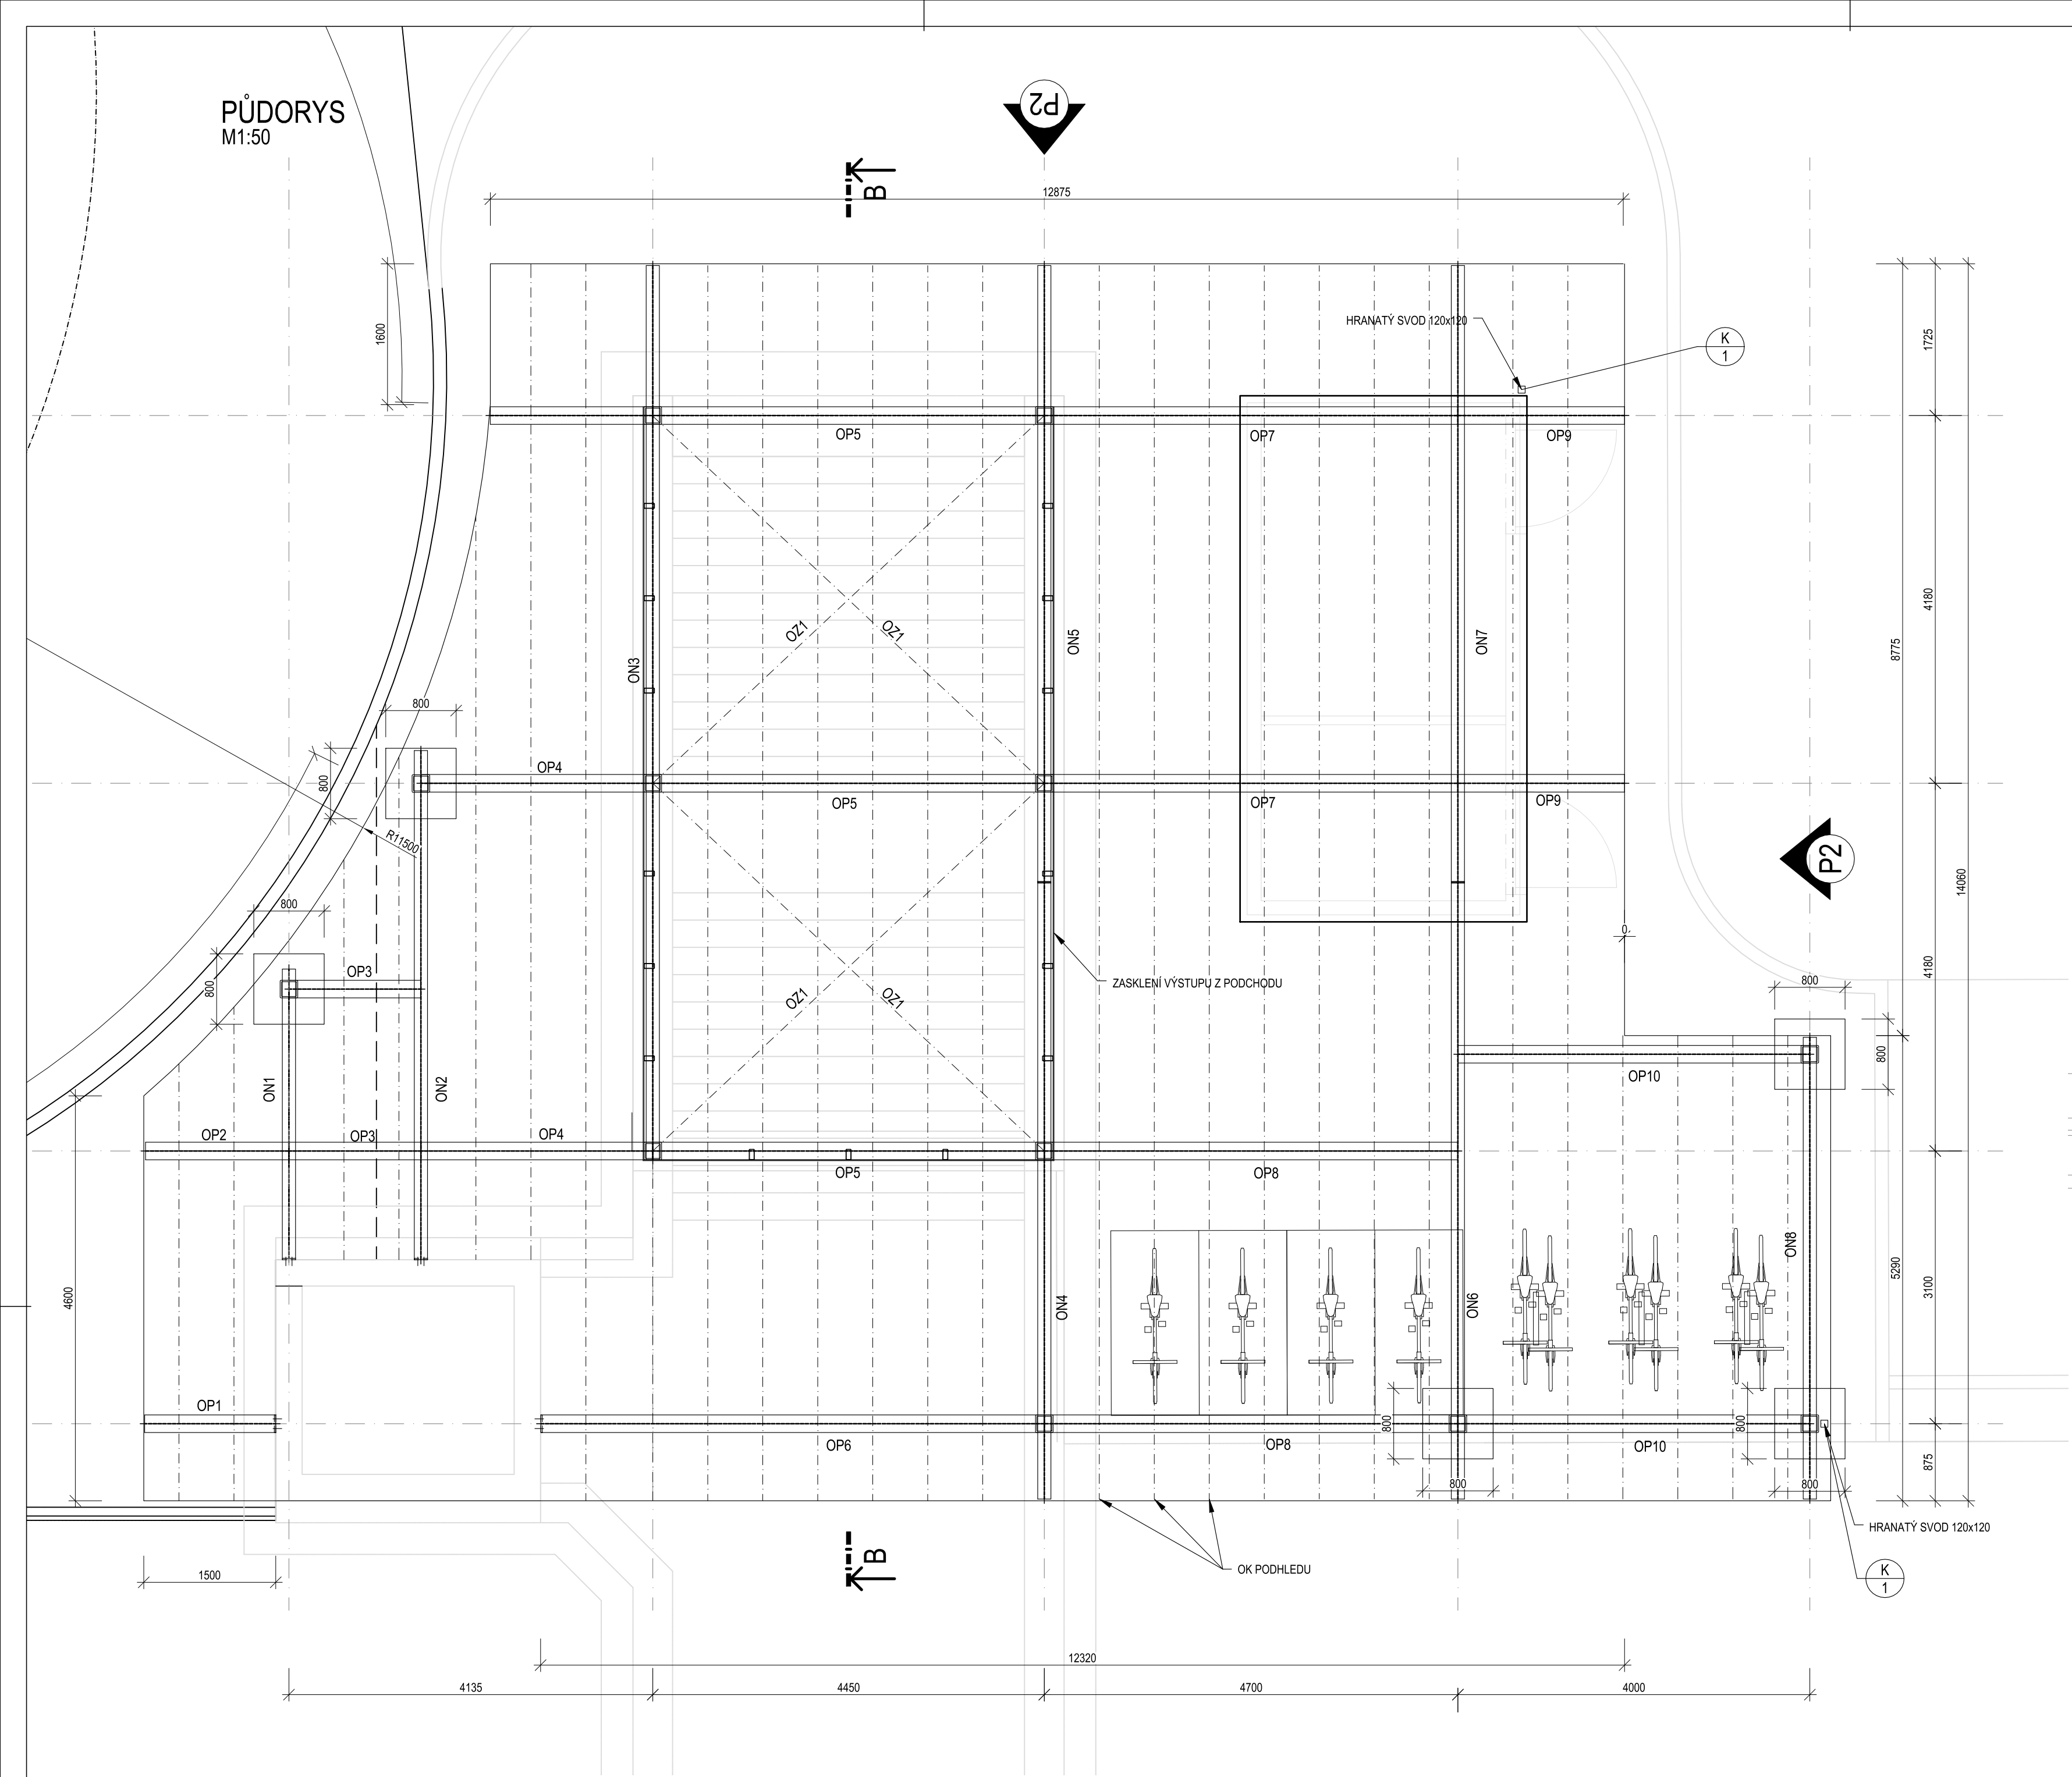 PŮDORYS
M1:50
P2
B
12875
1600
1725
HRANATÝ SVOD 120x120
K
1
OP5
OP7
OP9
4180
8775
OZ1
OZ1
ON3
ON5
ON7
800
800
OP4
OP5
OP7
OP9
R11500
P2
14060
800
800
OP3
0
ZASKLENÍ VÝSTUPU Z PODCHODU
4180
OZ1
OZ1
800
800
ON1
ON2
OP10
OP2
OP3
OP4
OP5
OP8
4600
ON4
ON6
ON8
5290
3100
OP1
OP6
OP8
OP10
800
800
800
800
875
HRANATÝ SVOD 120x120
B
OK PODHLEDU
1500
K
1
12320
4135
4450
4700
4000